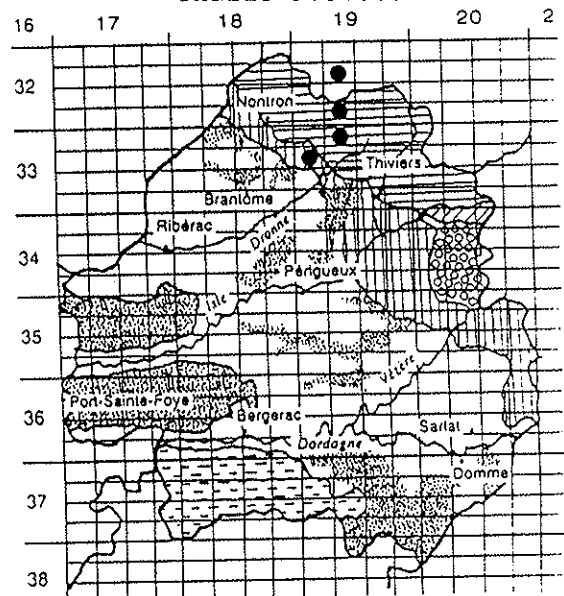 16 17 18 19 20 2
32
Nontron
33
Thiviers
Brantôme
Ribérac
Dronne
34
Périgueux
Isle
35
Vézère
Port-Sainte-Foye
36
Bergerac
Sarlat
Dordogne
Domme
37
38